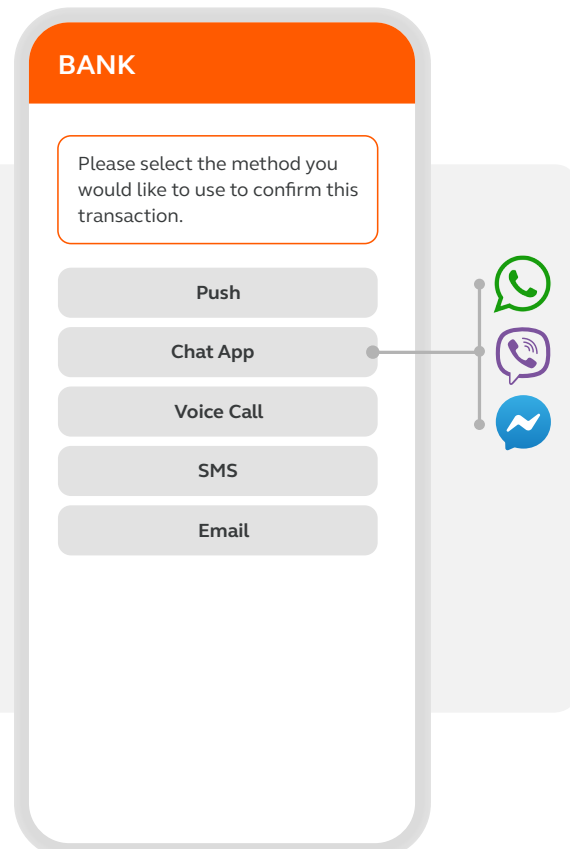 BANK
Please select the method you
would like to use to confirm this
transaction.
Push
Chat App
Voice Call
SMS
Email